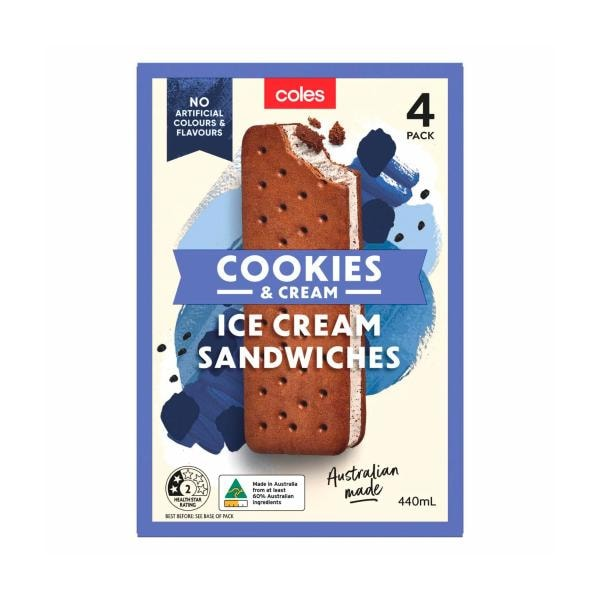 NO
ARTIFICIAL
COLOURS &
FLAVOURS
coles
4
PACK
COOKIES
& CREAM
ICE CREAM
SANDWICHES
Australian
made
2
HEALTH STAR
RATING
Made in Australia
from at least
60% Australian
ingredients
440mL
BEST BEFORE: SEE BASE OF PACK